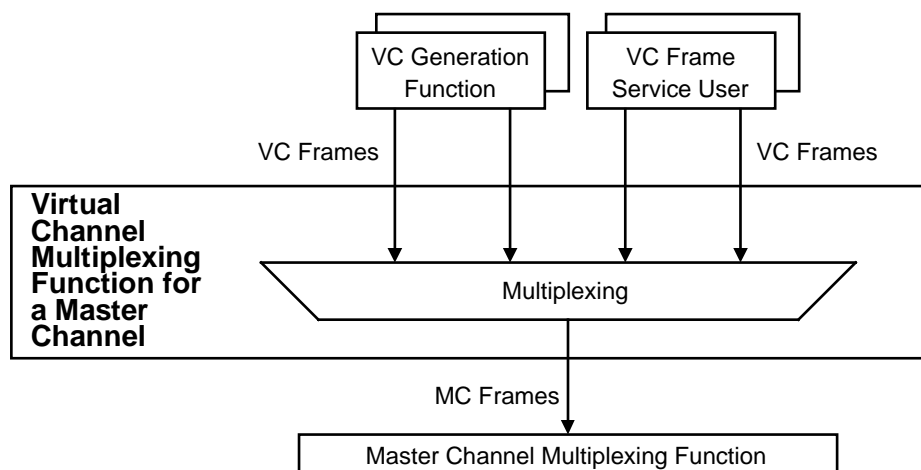 VC Generation
Function
VC Frame
Service User
VC Frames
VC Frames
Virtual
Channel
Multiplexing
Function for
a Master
Channel
Multiplexing
MC Frames
Master Channel Multiplexing Function